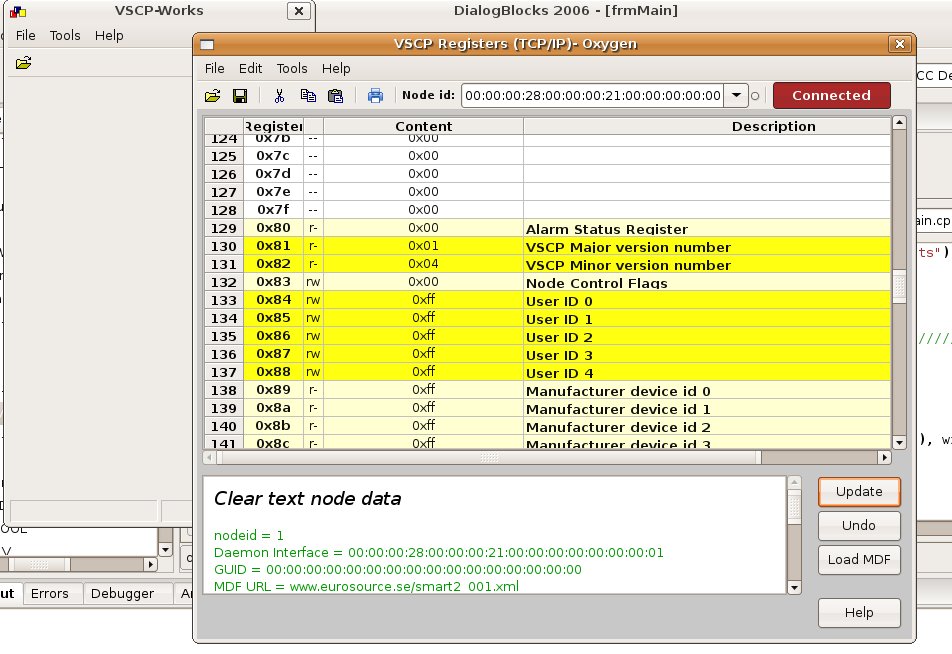 VSCP-Works
DialogBlocks 2006 - [frmMain]
File Tools Help
VSCP Registers (TCP/IP)- Oxygen
File Edit Tools Help
Node id: 00:00:00:28:00:00:00:21:00:00:00:00:00 Connected
CC De
Register Content Description
124 0x7b -- 0x00
125 0x7c -- 0x00
126 0x7d -- 0x00
127 0x7e -- 0x00
128 0x7f -- 0x00
129 0x80 r- 0x00 Alarm Status Register
130 0x81 r- 0x01 VSCP Major version number
131 0x82 r- 0x04 VSCP Minor version number
132 0x83 rw 0x00 Node Control Flags
133 0x84 rw 0xff User ID 0
134 0x85 rw 0xff User ID 1
135 0x86 rw 0xff User ID 2
136 0x87 rw 0xff User ID 3
137 0x88 rw 0xff User ID 4
138 0x89 r- 0xff Manufacturer device id 0
139 0x8a r- 0xff Manufacturer device id 1
140 0x8b r- 0xff Manufacturer device id 2
141 0x8c r- 0xff Manufacturer device id 3
ain.cp
ts")
/////
), w
Clear text node data
nodeid = 1
Daemon Interface = 00:00:00:28:00:00:00:21:00:00:00:00:00:00:00:01
GUID = 00:00:00:00:00:00:00:00:00:00:00:00:00:00:00:00
MDF URL = www.eurosource.se/smart2_001.xml
Update
Undo
Load MDF
Help
ut Errors Debugger